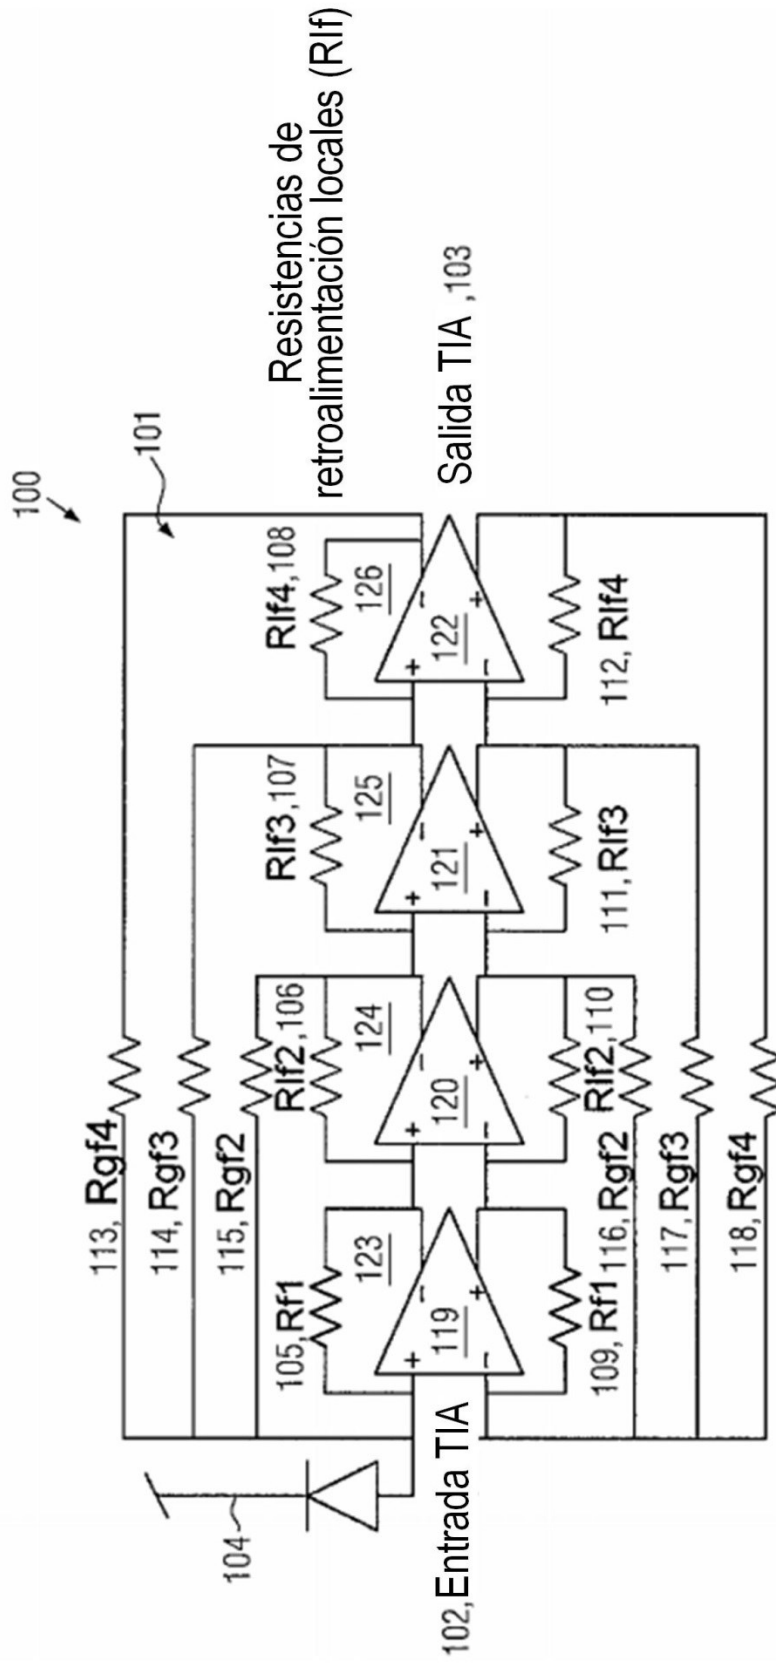 100
101
Resistencias de
retroalimentación locales (Rlf)
113, Rgf4
114, Rgf3
115, Rgf2
104
105, Rf1
Rlf2,106
Rlf3,107
Rlf4,108
123
124
125
126
+ -
+ -
+ -
+ -
102, Entrada TIA
119
120
121
122
Salida TIA ,103
- +
- +
- +
- +
109, Rf1
Rlf2,110
111, Rlf3
112, Rlf4
116, Rgf2
117, Rgf3
118, Rgf4